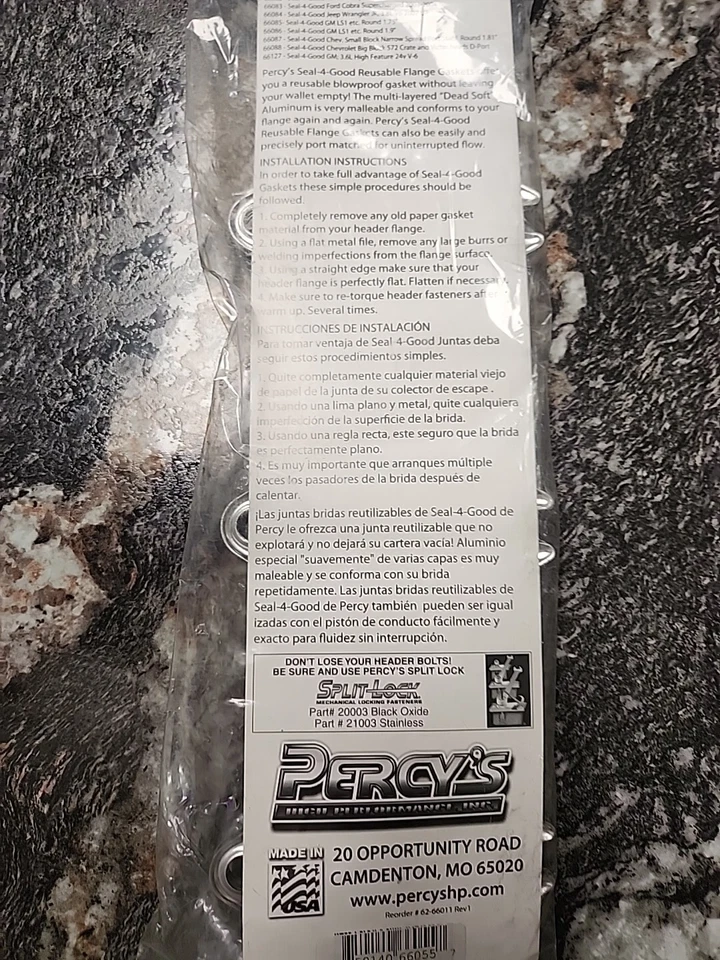 66083 - Seal-4-Good Ford Cobra
66084 - Seal-4-Good Jeep Wrangler
66085 - Seal-4-Good GM LS1 etc. Round
66086 - Seal-4-Good GM LS1 etc. Round 1.9"
66087 - Seal-4-Good Chev. Small Block Narrow Round 1.81"
66088 - Seal-4-Good Chevrolet Big Block 572 Crate and D-Port
66127 - Seal-4-Good GM; 3.6L High Feature 24v V-6
Percy's Seal-4-Good Reusable Flange Gaskets offer
you a reusable blowproof gasket without leaving
your wallet empty! The multi-layered "Dead Soft"
Aluminum is very malleable and conforms to your
flange again and again. Percy's Seal-4-Good
Reusable Flange Gaskets can also be easily and
precisely port matched for uninterrupted flow.
INSTALLATION INSTRUCTIONS
In order to take full advantage of Seal-4-Good
Gaskets these simple procedures should be
followed.
1. Completely remove any old paper gasket
material from your header flange.
2. Using a flat metal file, remove any large burrs or
welding imperfections from the flange surface.
3. Using a straight edge make sure that your
header flange is perfectly flat. Flatten if necessary.
4. Make sure to re-torque header fasteners after
warm up. Several times.
INSTRUCCIONES DE INSTALACIÓN
Para tomar ventaja de Seal-4-Good Juntas deba
seguir estos procedimientos simples.
1. Quite completamente cualquier material viejo
de papel de la junta de su colector de escape .
2. Usando una lima plano y metal, quite cualquiera
imperfección de la superficie de la brida.
3. Usando una regla recta, este seguro que la brida
es perfectamente plano.
4. Es muy importante que arranques múltiple
veces los pasadores de la brida después de
calentar.
¡Las juntas bridas reutilizables de Seal-4-Good de
Percy le ofrezca una junta reutilizable que no
explotará y no dejará su cartera vacía! Aluminio
especial "suavemente" de varias capas es muy
maleable y se conforma con su brida
repetidamente. Las juntas bridas reutilizables de
Seal-4-Good de Percy también pueden ser igual
izadas con el pistón de conducto fácilmente y
exacto para fluidez sin interrupción.
DON'T LOSE YOUR HEADER BOLTS!
BE SURE AND USE PERCY'S SPLIT LOCK
SPLIT-LOCK
MECHANICAL LOCKING FASTENERS
Part# 20003 Black Oxide
Part # 21003 Stainless
PERCY'S
HIGH PERFORMANCE, INC.
MADE IN
USA
20 OPPORTUNITY ROAD
CAMDENTON, MO 65020
www.percyshp.com
Reorder # 62-66011 Rev1
66055 7